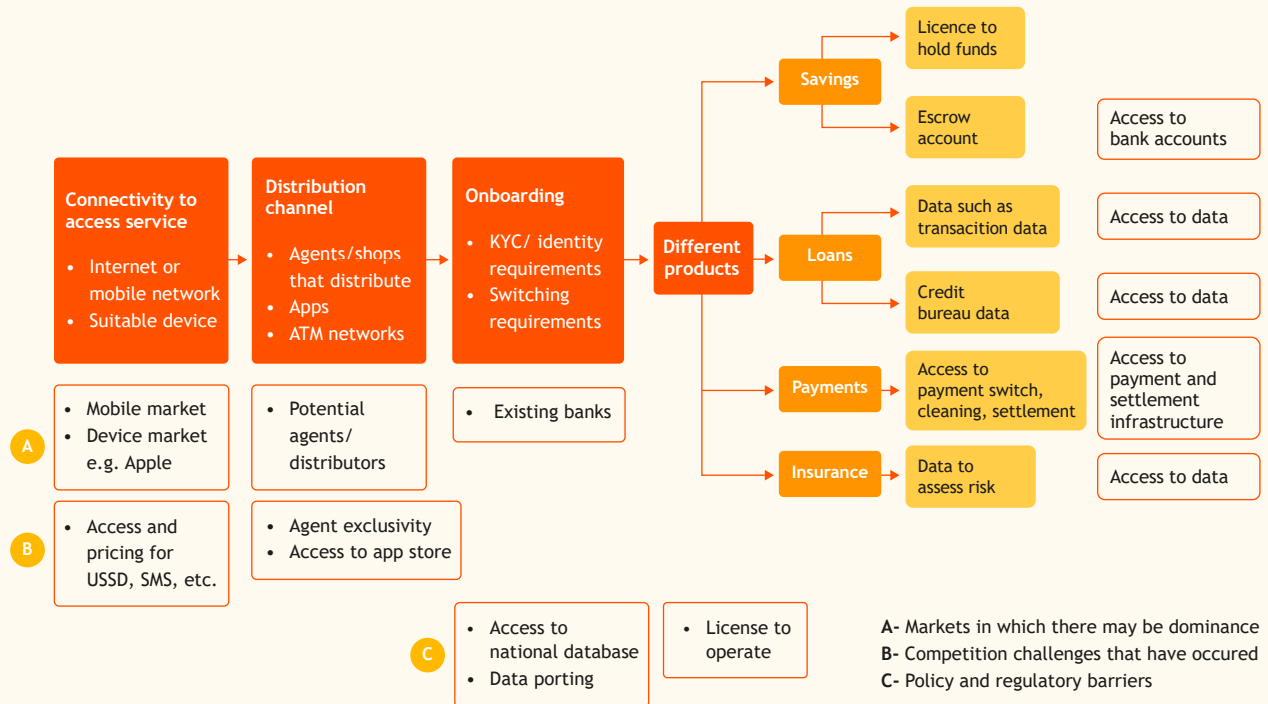 Connectivity to
access service
• Internet or
mobile network
• Suitable device
Distribution
channel
• Agents/shops
that distribute
• Apps
• ATM networks
Onboarding
• KYC/ identity
requirements
• Switching
requirements
Different
products
Savings
Licence to
hold funds
Escrow
account
Access to
bank accounts
Loans
Data such as
transacition data
Access to data
Credit
bureau data
Access to data
Payments
Access to
payment switch,
cleaning, settlement
Access to
payment and
settlement
infrastructure
Insurance
Data to
assess risk
Access to data
A
• Mobile market
• Device market
e.g. Apple
• Potential
agents/
distributors
• Existing banks
B
• Access and
pricing for
USSD, SMS, etc.
• Agent exclusivity
• Access to app store
C
• Access to
national database
• Data porting
• License to
operate
A- Markets in which there may be dominance
B- Competition challenges that have occured
C- Policy and regulatory barriers